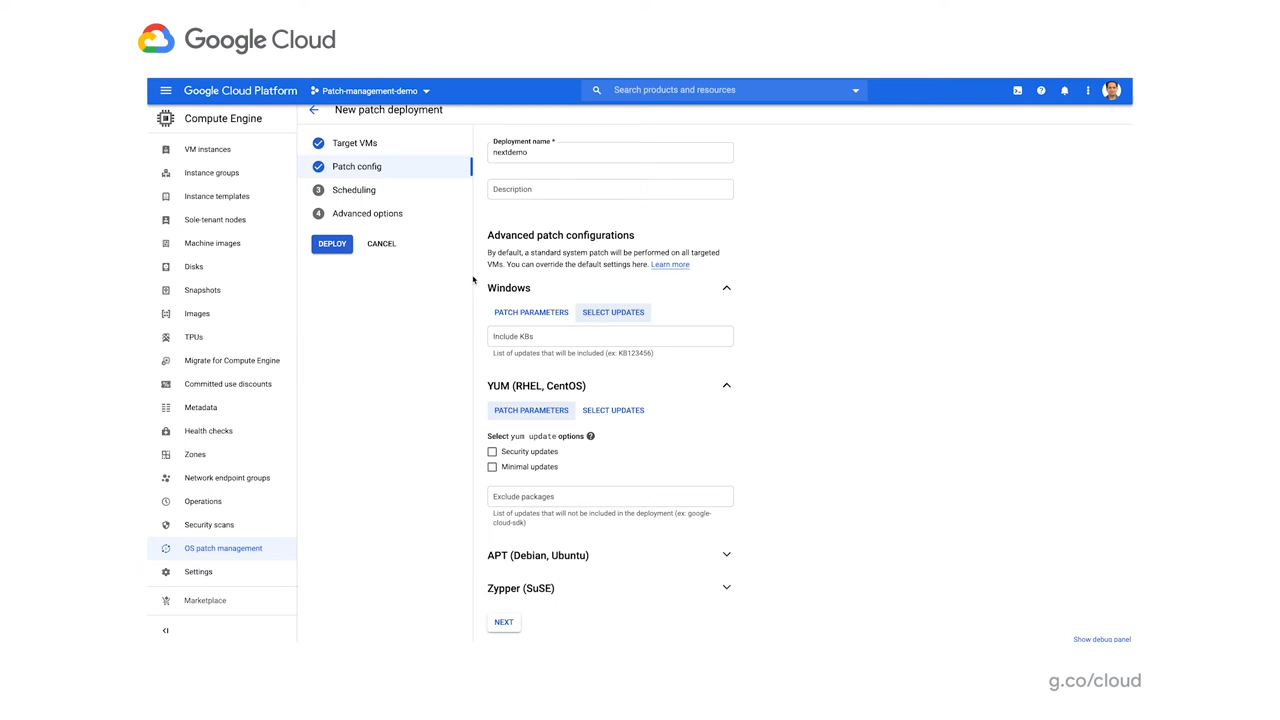 Google Cloud
Google Cloud Platform
Patch-management-demo
Search products and resources
Compute Engine
VM instances
Instance groups
Instance templates
Sole-tenant nodes
Machine images
Disks
Snapshots
Images
TPUs
Migrate for Compute Engine
Committed use discounts
Metadata
Health checks
Zones
Network endpoint groups
Operations
Security scans
OS patch management
Settings
Marketplace
New patch deployment
Target VMs
Patch config
3 Scheduling
4 Advanced options
DEPLOY CANCEL
Deployment name *
nextdemo
Description
Advanced patch configurations
By default, a standard system patch will be performed on all targeted
VMs. You can override the default settings here. Learn more
Windows
PATCH PARAMETERS SELECT UPDATES
Include KBs
List of updates that will be included (ex: KB123456)
YUM (RHEL, CentOS)
PATCH PARAMETERS SELECT UPDATES
Select yum update options
Security updates
Minimal updates
Exclude packages
List of updates that will not be included in the deployment (ex: google-
cloud-sdk)
APT (Debian, Ubuntu)
Zypper (SuSE)
NEXT
Show debug panel
g.co/cloud